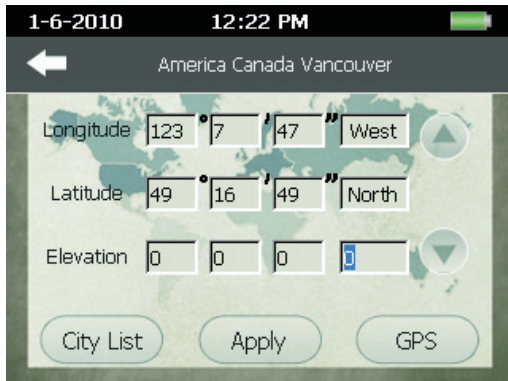 1-6-2010 12:22 PM
America Canada Vancouver
Longitude 123 ° 7 ' 47 " West
Latitude 49 ° 16 ' 49 " North
Elevation 0 0 0 0
City List Apply GPS